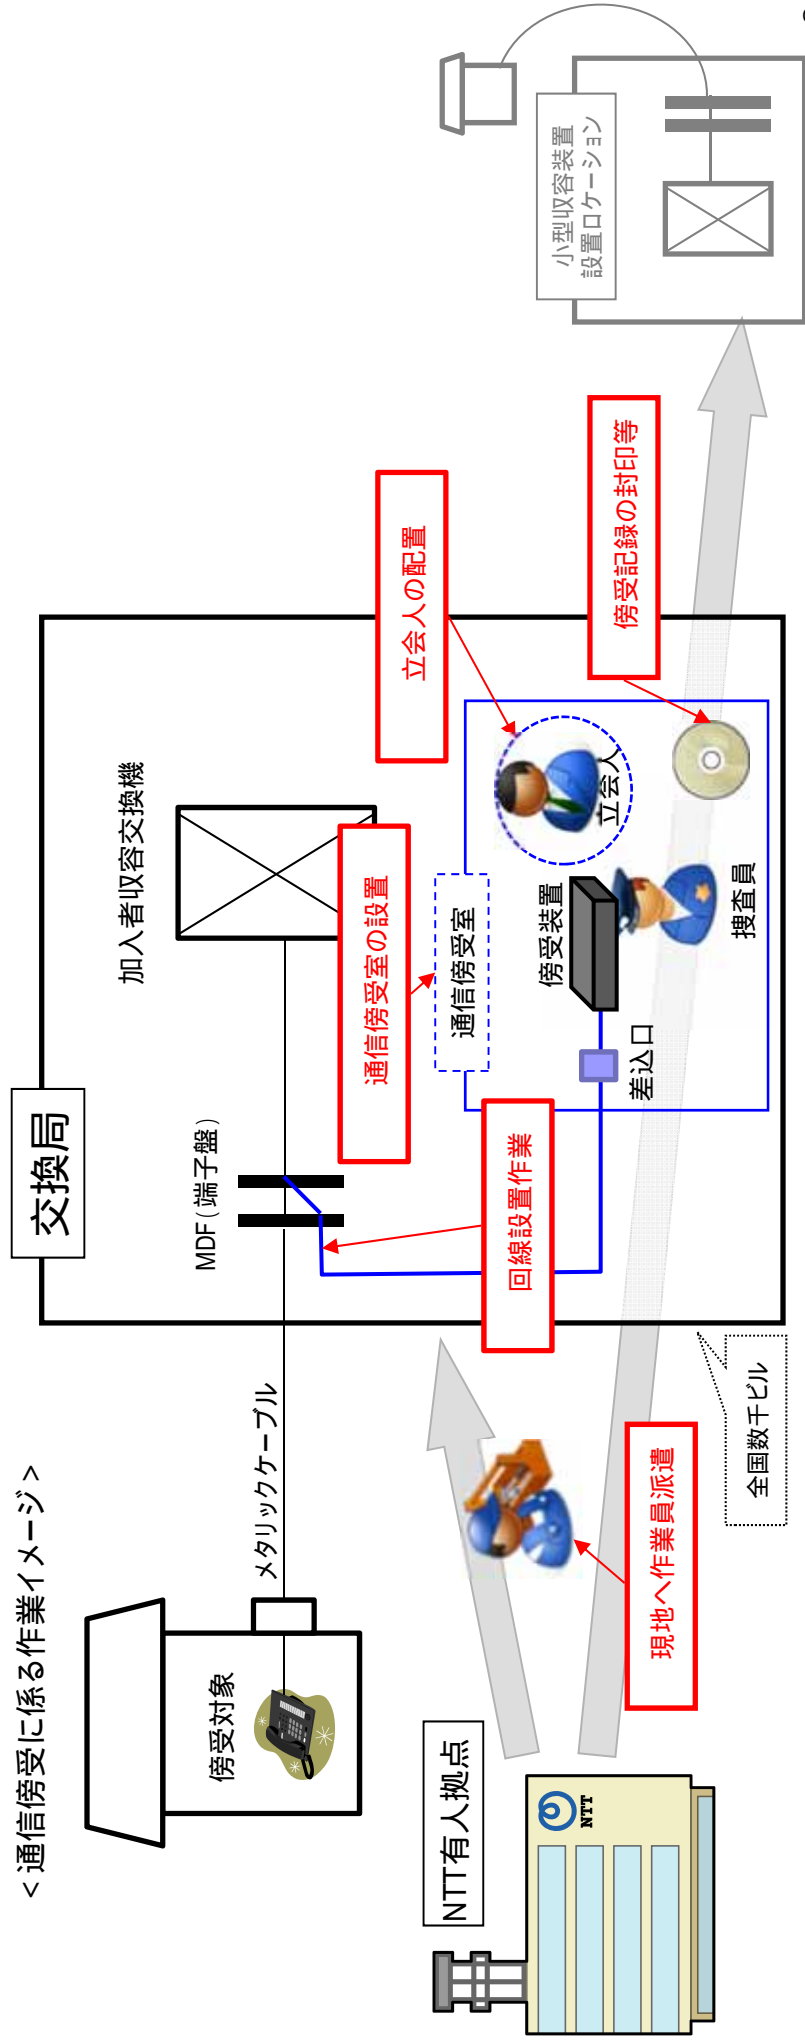 ＜通信傍受に係る作業イメージ＞
交換局
傍受対象
メタリックケーブル
MDF（端子盤）
加入者収容交換機
通信傍受室の設置
立会人の配置
通信傍受室
回線設置作業
差込口
傍受装置
立会人
捜査員
傍受記録の封印等
小型収容装置
設置ロケーション
NTT有人拠点
NTT
現地へ作業員派遣
全国数千ビル